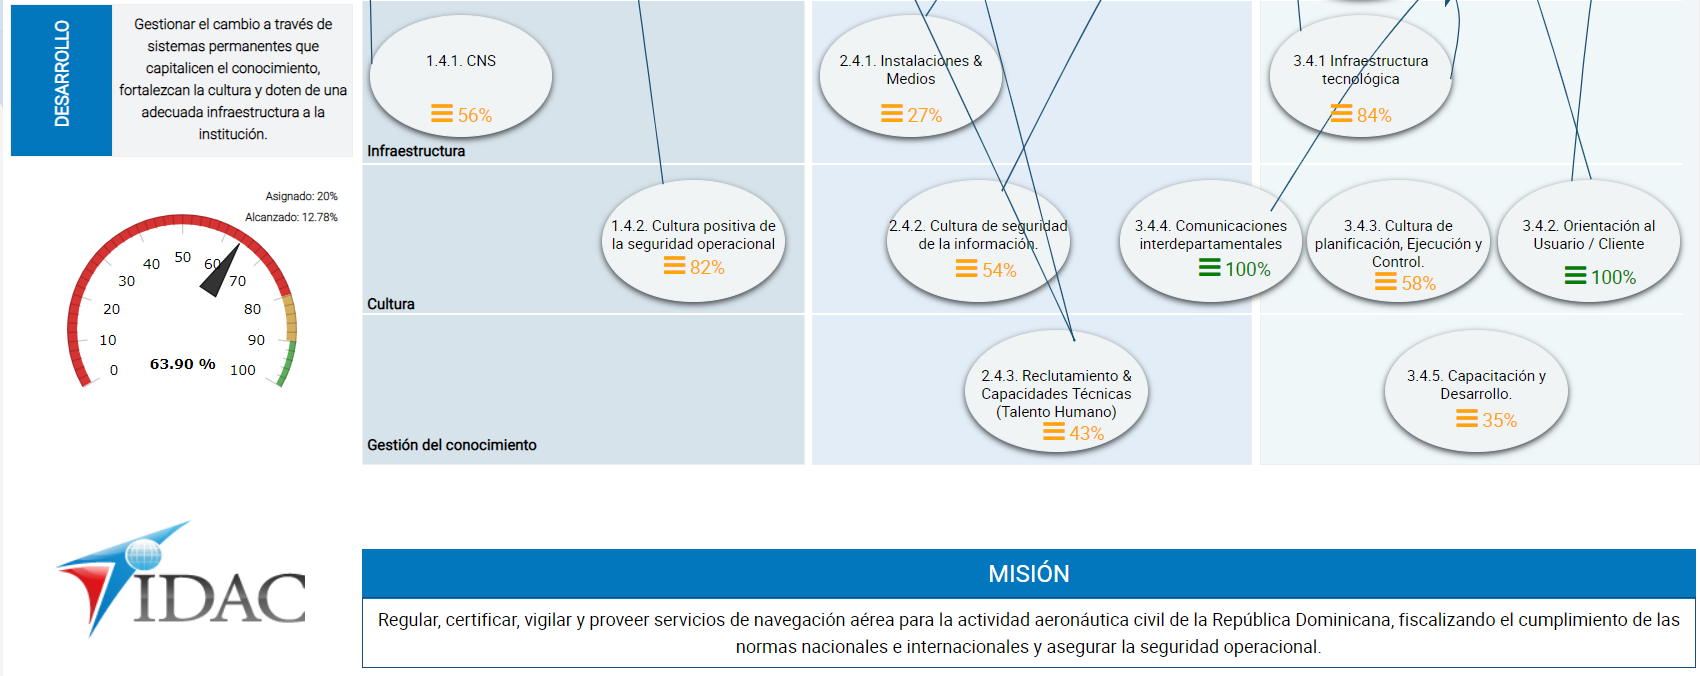 DESARROLLO
Gestionar el cambio a través de
sistemas permanentes que
capitalicen el conocimiento,
fortalezcan la cultura y doten de una
adecuada infraestructura a la
institución.
1.4.1. CNS
56%
2.4.1. Instalaciones &
Medios
27%
3.4.1 Infraestructura
tecnológica
84%
Infraestructura
Asignado: 20%
Alcanzado: 12.78%
0
10
20
30
40
50
60
70
80
90
100
63.90 %
1.4.2. Cultura positiva de
la seguridad operacional
82%
2.4.2. Cultura de seguridad
de la información.
54%
3.4.4. Comunicaciones
interdepartamentales
100%
3.4.3. Cultura de
planificación, Ejecución y
Control.
58%
3.4.2. Orientación al
Usuario / Cliente
100%
Cultura
2.4.3. Reclutamiento &
Capacidades Técnicas
(Talento Humano)
43%
3.4.5. Capacitación y
Desarrollo.
35%
Gestión del conocimiento
IDAC
MISIÓN
Regular, certificar, vigilar y proveer servicios de navegación aérea para la actividad aeronáutica civil de la República Dominicana, fiscalizando el cumplimiento de las
normas nacionales e internacionales y asegurar la seguridad operacional.